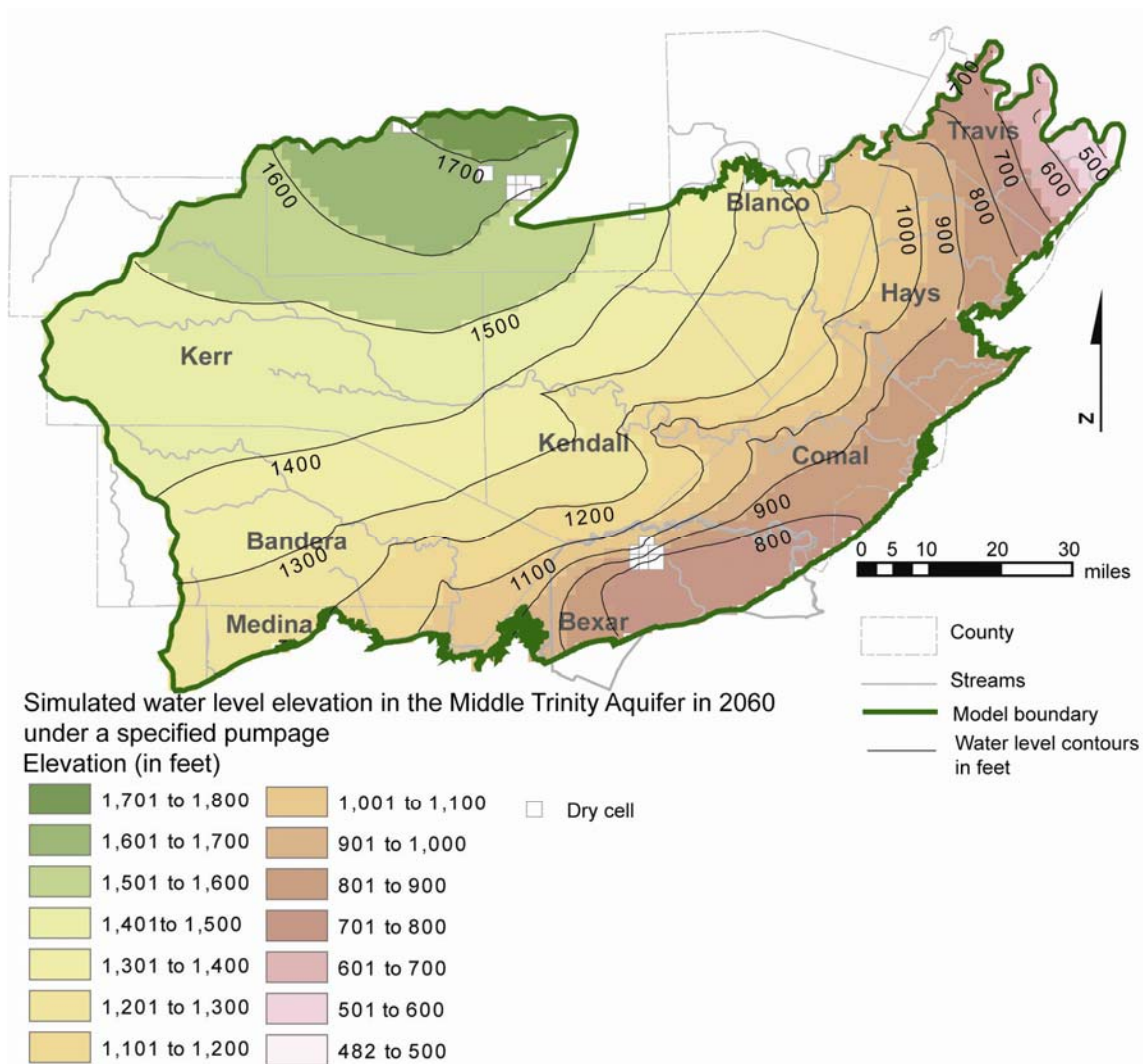 700
Travis
500
1700
1600
700
600
Blanco
800
1000
900
Hays
1500
Kerr
N
Kendall
Comal
1400
900
1200
Bandera
800
1300
1100
0 5 10 20 30
miles
Medina
Bexar
County
Streams
Model boundary
Water level contours
in feet
Simulated water level elevation in the Middle Trinity Aquifer in 2060
under a specified pumpage
Elevation (in feet)
1,701 to 1,800
1,601 to 1,700
1,501 to 1,600
1,401to 1,500
1,301 to 1,400
1,201 to 1,300
1,101 to 1,200
1,001 to 1,100
901 to 1,000
801 to 900
701 to 800
601 to 700
501 to 600
482 to 500
Dry cell